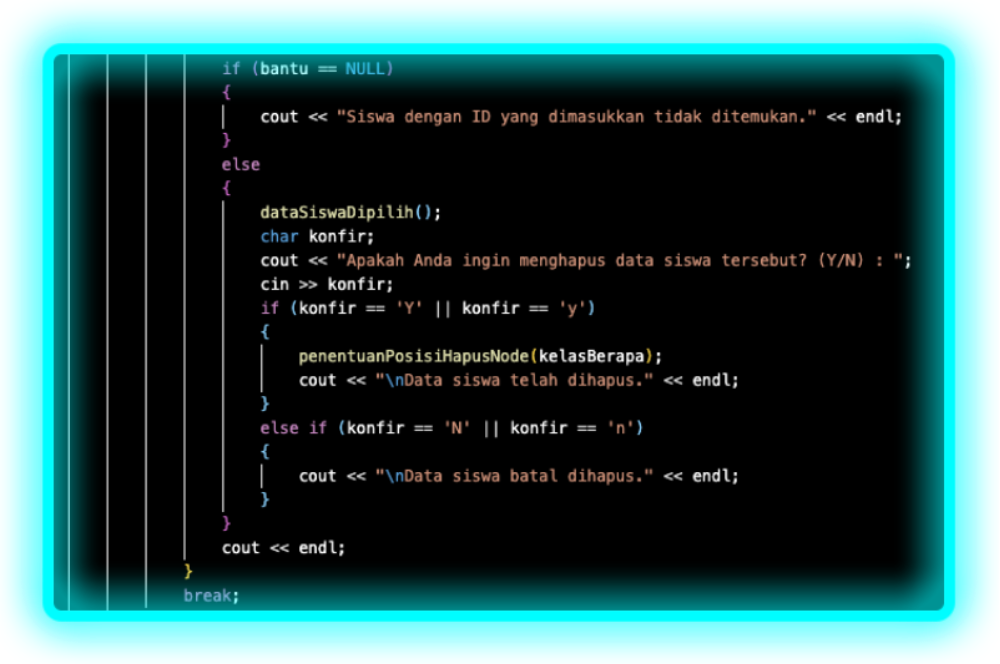 if (bantu == NULL)
{
cout << "Siswa dengan ID yang dimasukkan tidak ditemukan." << endl;
}
else
{
dataSiswaDipilih();
char konfir;
cout << "Apakah Anda ingin menghapus data siswa tersebut? (Y/N) : ";
cin >> konfir;
if (konfir == 'Y' || konfir == 'y')
{
penentuanPosisiHapusNode(kelasBerapa);
cout << "\nData siswa telah dihapus." << endl;
}
else if (konfir == 'N' || konfir == 'n')
{
cout << "\nData siswa batal dihapus." << endl;
}
}
cout << endl;
}
break;